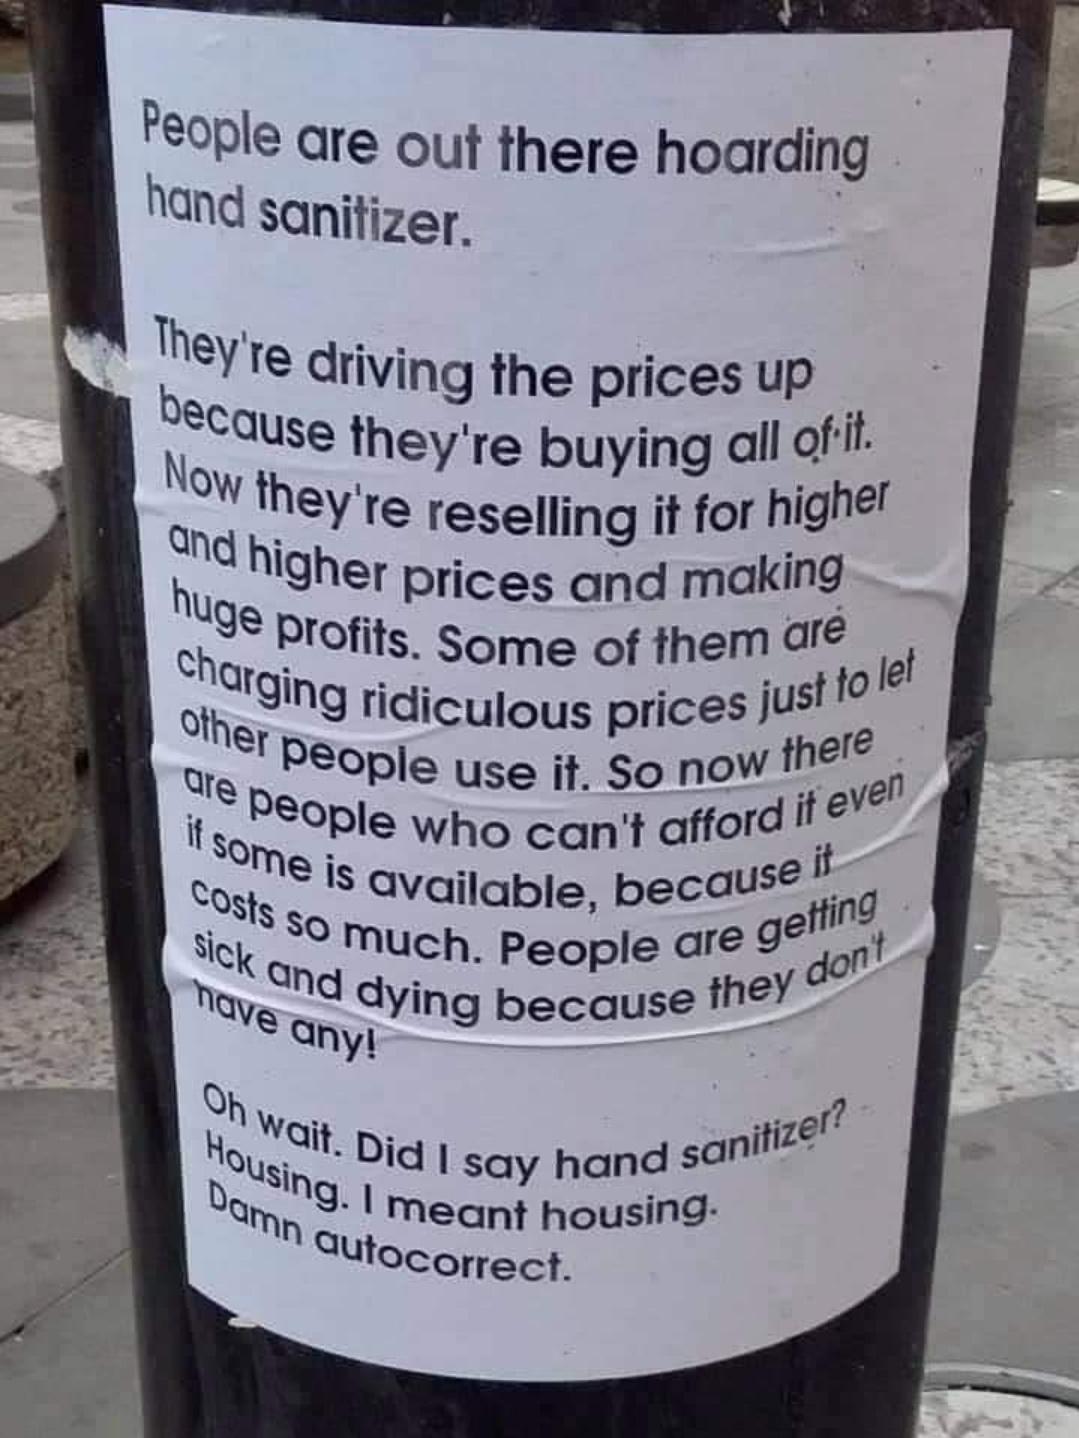 People are out there hoarding
hand sanitizer.
They're driving the prices up
because they're buying all of it.
Now they're reselling it for higher
and higher prices and making
huge profits. Some of them are
charging ridiculous prices just to let
other people use it. So now there
are people who can't afford it even
if some is available, because it
costs so much. People are getting
sick and dying because they don't
have any!
Oh wait. Did I say hand sanitizer?
Housing. I meant housing.
Damn autocorrect.